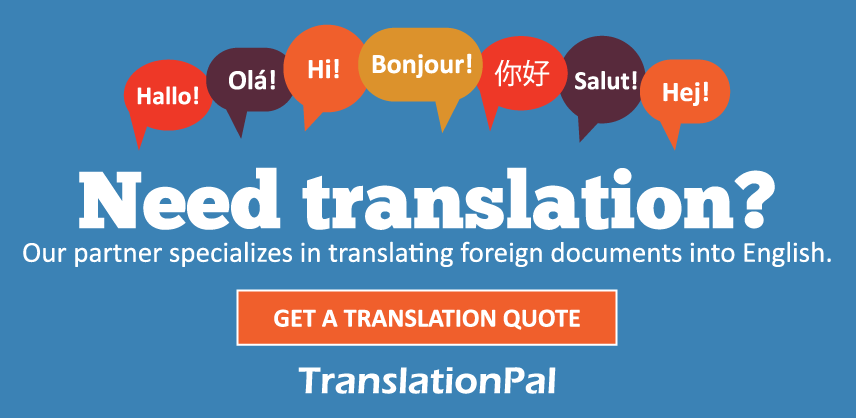 Hallo!
Olá!
Hi!
Bonjour!
你好
Salut!
Hej!
Need translation?
Our partner specializes in translating foreign documents into English.
GET A TRANSLATION QUOTE
TranslationPal